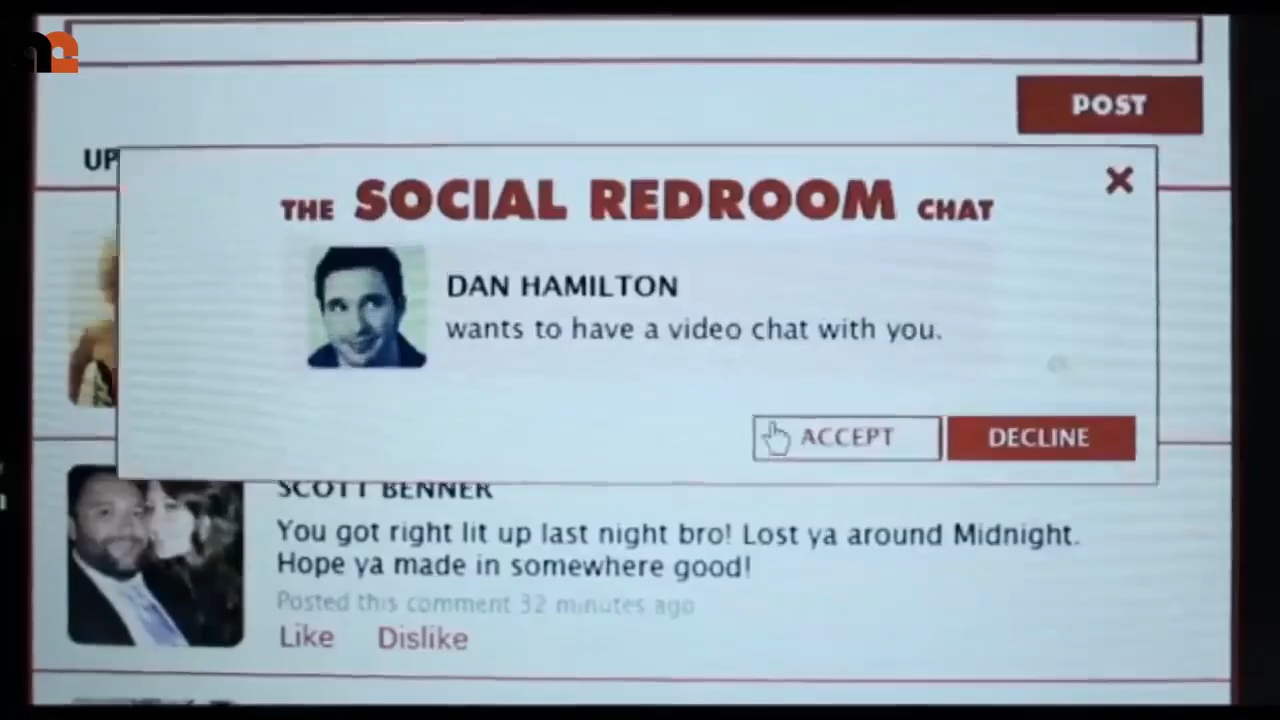 POST
UP
THE SOCIAL REDROOM CHAT
DAN HAMILTON
wants to have a video chat with you.
ACCEPT
DECLINE
SCOTT BENNER
You got right lit up last night bro! Lost ya around Midnight.
Hope ya made in somewhere good!
Posted this comment 32 minutes ago
Like Dislike